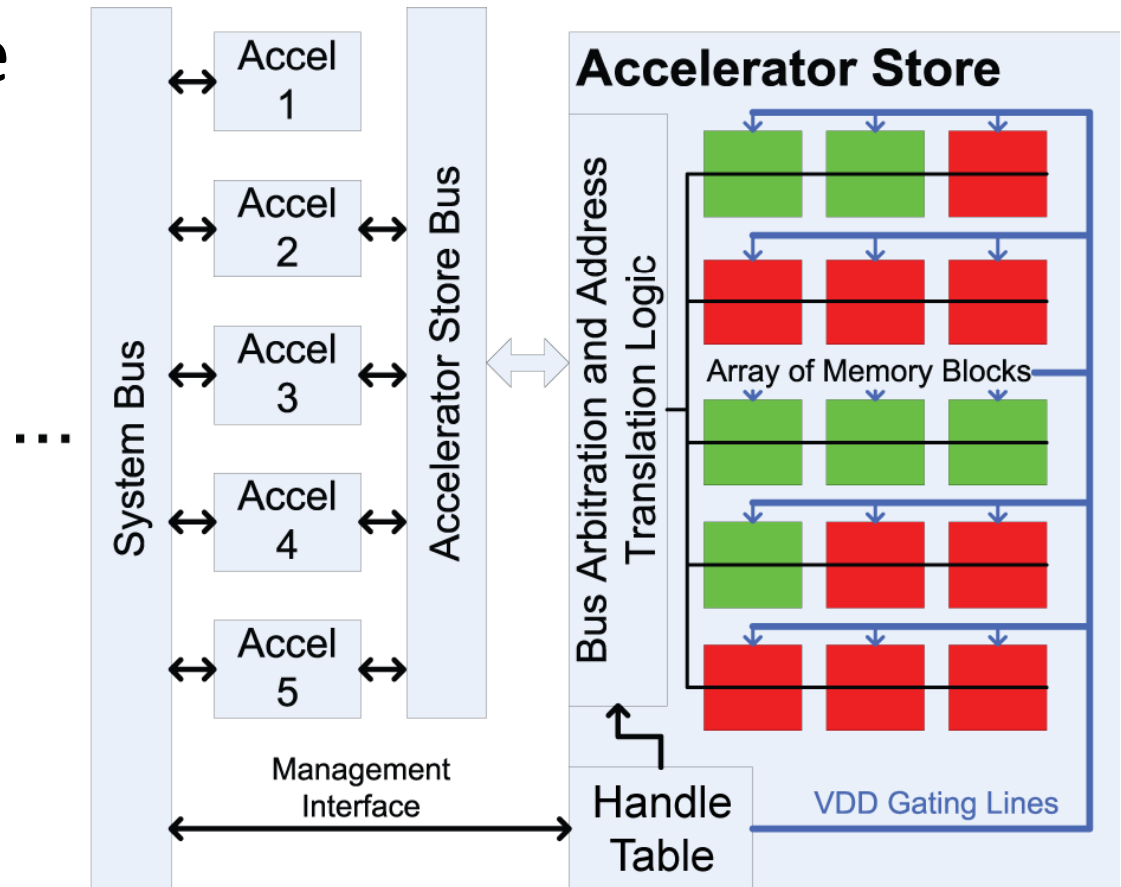 e
...
System Bus
Accel
1
Accel
2
Accel
3
Accel
4
Accel
5
Accelerator Store Bus
Accelerator Store
Bus Arbitration and Address
Translation Logic
Array of Memory Blocks
Management
Interface
Handle
Table
VDD Gating Lines